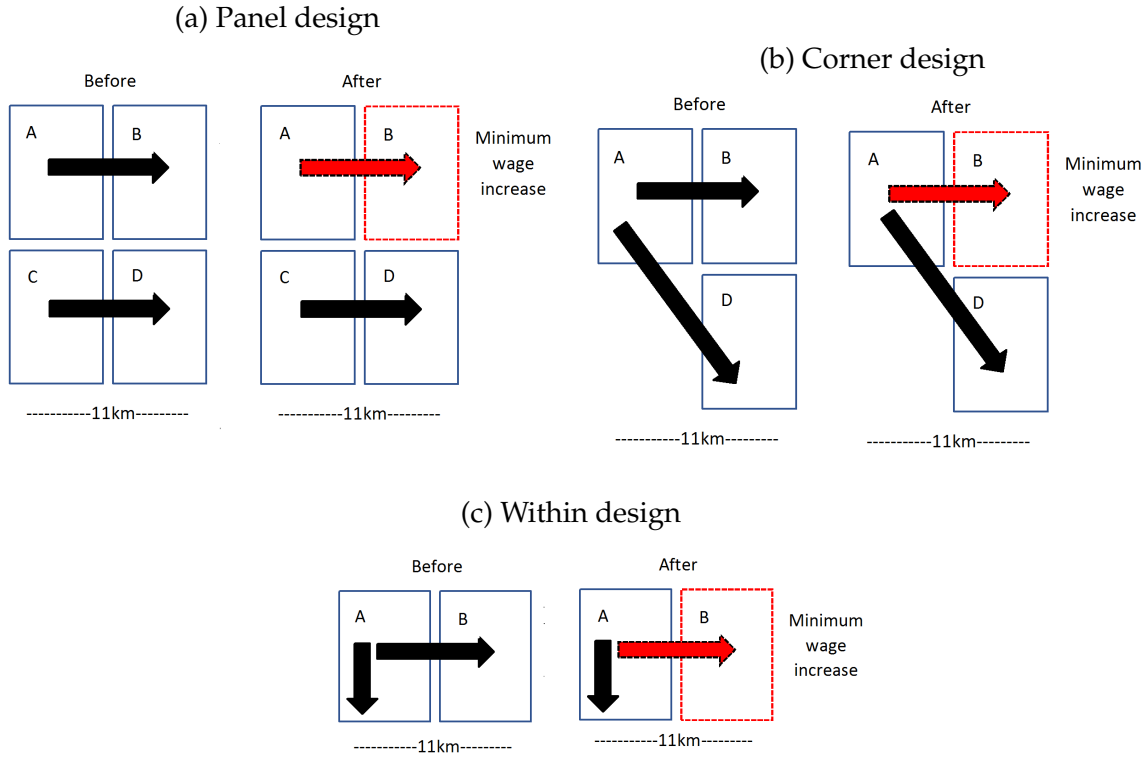 (a) Panel design
Before
After
A
B
A
B
Minimum
wage
increase
C
D
C
D
-----------11km---------
-----------11km---------
(b) Corner design
Before
After
A
B
A
B
Minimum
wage
increase
D
D
-----------11km---------
-----------11km---------
(c) Within design
Before
After
A
B
A
B
Minimum
wage
increase
-----------11km---------
-----------11km---------